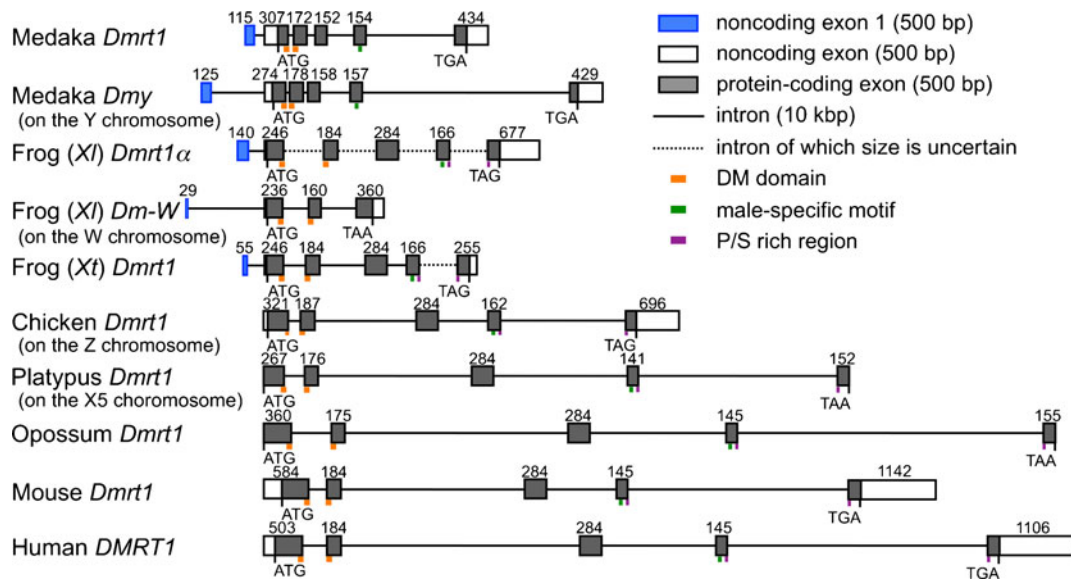 115 307 172 152 154 434
Medaka Dmrt1
ATG TGA
125 274 178 158 157 429
Medaka Dmy
(on the Y chromosome)
ATG TGA
140 246 184 284 166 677
Frog (Xl) Dmrt1α
ATG TAG
29 236 160 360
Frog (Xl) Dm-W
(on the W chromosome)
ATG TAA
55 246 184 284 166 255
Frog (Xt) Dmrt1
ATG TAG
321 187 284 162 696
Chicken Dmrt1
(on the Z chromosome)
ATG TAG
267 176 284 141 152
Platypus Dmrt1
(on the X5 choromosome)
ATG TAA
360 175 284 145 155
Opossum Dmrt1
ATG TAA
584 184 284 145 1142
Mouse Dmrt1
ATG TGA
503 184 284 145 1106
Human DMRT1
ATG TGA
noncoding exon 1 (500 bp)
noncoding exon (500 bp)
protein-coding exon (500 bp)
intron (10 kbp)
intron of which size is uncertain
DM domain
male-specific motif
P/S rich region